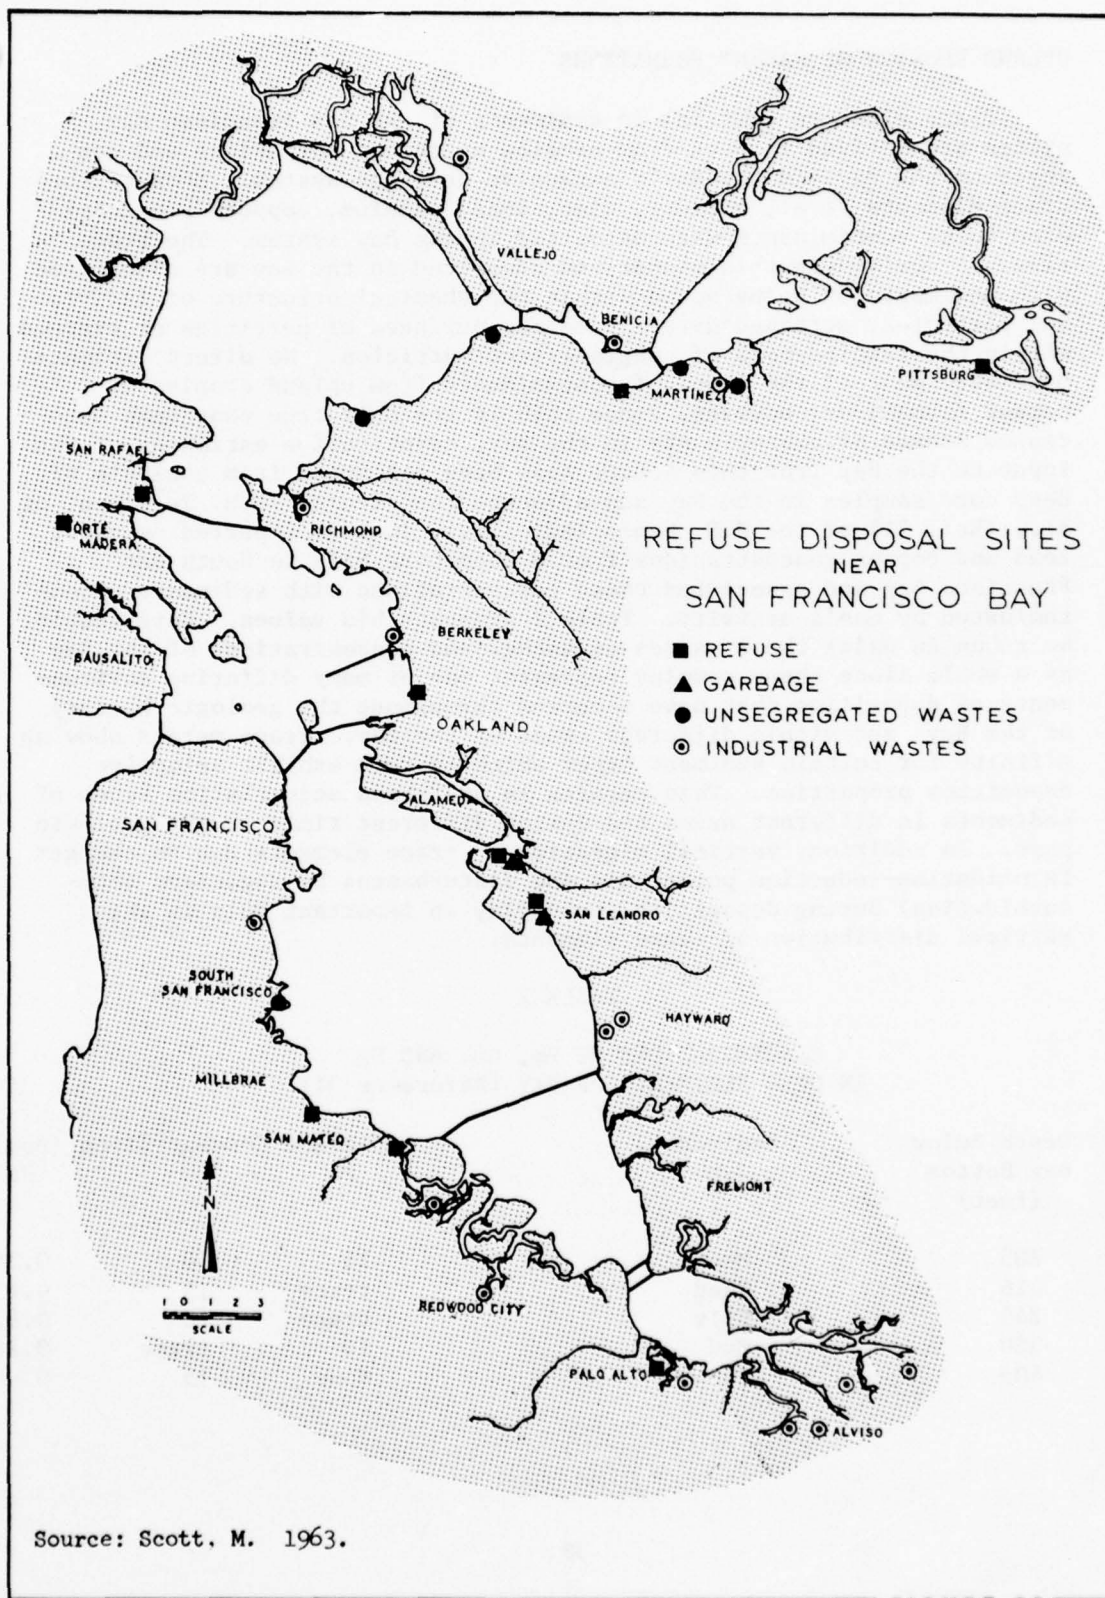 VALLEJO
BENICIA
PITTSBURG
MARTINEZ
SAN RAFAEL
RICHMOND
ORTE
MADERA
REFUSE DISPOSAL SITES
NEAR
SAN FRANCISCO BAY
BERKELEY
SAUSALITO
REFUSE
GARBAGE
UNSEGREGATED WASTES
INDUSTRIAL WASTES
OAKLAND
ALAMEDA
SAN FRANCISCO
SAN LEANDRO
SOUTH
SAN FRANCISCO
HAYWARD
MILLBRAE
SAN MATEO
FREMONT
N
REDWOOD CITY
1 0 1 2 3
SCALE
PALO ALTO
ALVISO
Source: Scott, M. 1963.